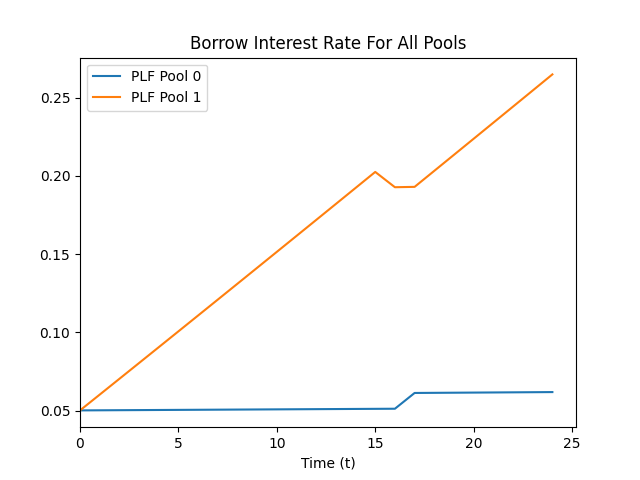 Borrow Interest Rate For All Pools
PLF Pool 0
PLF Pool 1
0.25
0.20
0.15
0.10
0.05
0 5 10 15 20 25
Time (t)